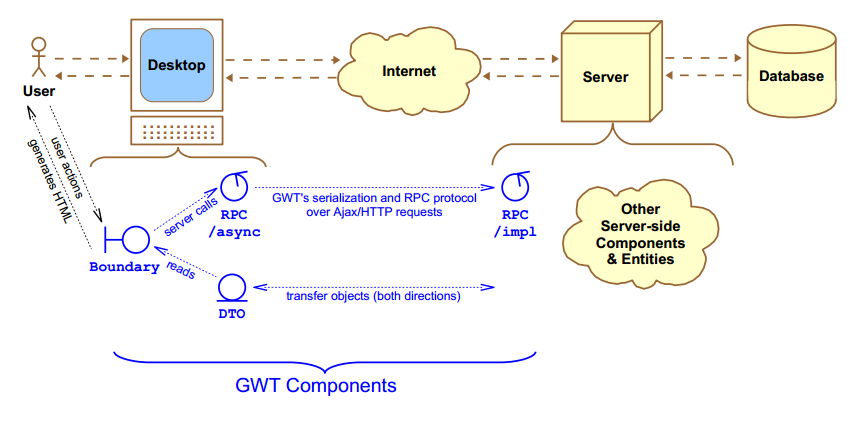 User
Desktop
Internet
Server
Database
user actions
generates HTML
server calls
RPC
/async
GWT's serialization and RPC protocol
over Ajax/HTTP requests
RPC
/impl
Other
Server-side
Components
& Entities
Boundary
reads
DTO
transfer objects (both directions)
GWT Components